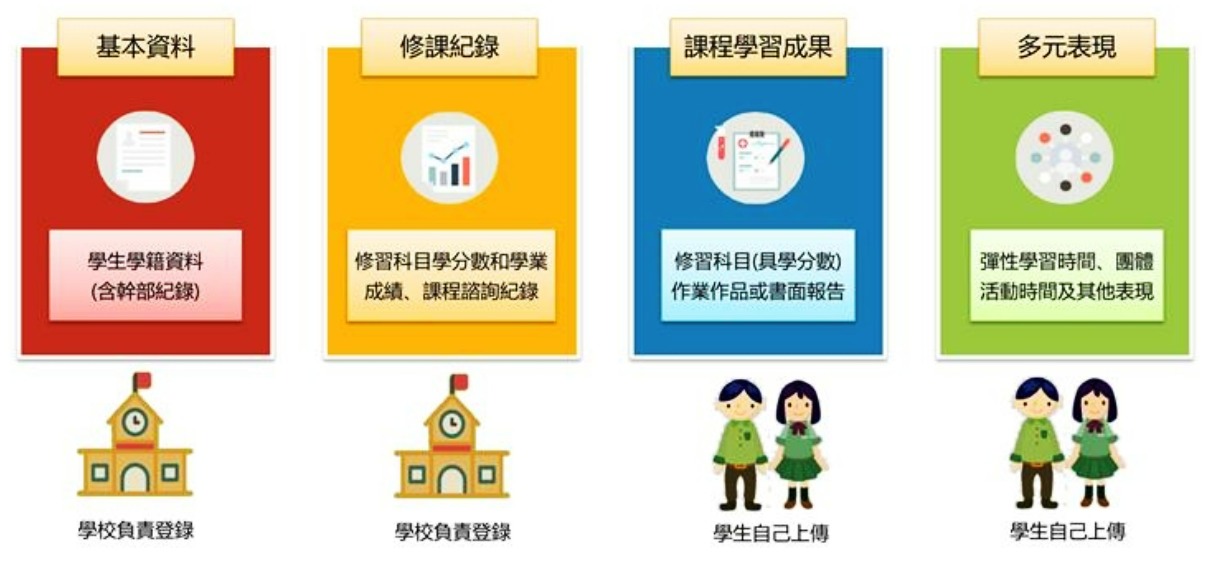 基本資料
學生學籍資料
(含幹部紀錄)
學校負責登錄
修課紀錄
修習科目學分數和學業
成績、課程諮詢紀錄
學校負責登錄
課程學習成果
修習科目(具學分數)
作業作品或書面報告
學生自己上傳
多元表現
彈性學習時間、團體
活動時間及其他表現
學生自己上傳